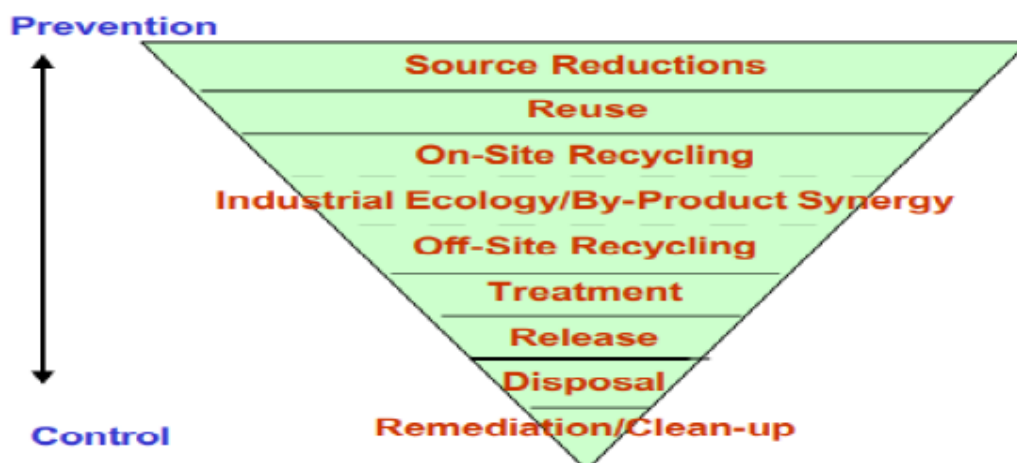 Prevention
Source Reductions
Reuse
On-Site Recycling
Industrial Ecology/By-Product Synergy
Off-Site Recycling
Treatment
Release
Disposal
Remediation/Clean-up
Control